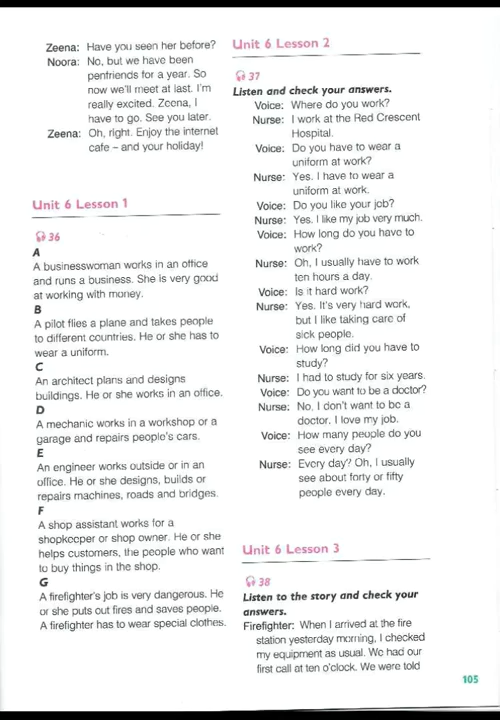 Zeena: Have you seen her before?
Noora: No, but we have been
penfriends for a year. So
now we'll meet at last. I'm
really excited. Zeena, I
have to go. See you later.
Zeena: Oh, right. Enjoy the internet
cafe – and your holiday!
Unit 6 Lesson 1
36
A
A businesswoman works in an office
and runs a business. She is very good
at working with money.
B
A pilot flies a plane and takes people
to different countries. He or she has to
wear a uniform.
C
An architect plans and designs
buildings. He or she works in an office.
D
A mechanic works in a workshop or a
garage and repairs people's cars.
E
An engineer works outside or in an
office. He or she designs, builds or
repairs machines, roads and bridges.
F
A shop assistant works for a
shopkeeper or shop owner. He or she
helps customers, the people who want
to buy things in the shop.
G
A firefighter's job is very dangerous. He
or she puts out fires and saves people.
A firefighter has to wear special clothes.
Unit 6 Lesson 2
37
Listen and check your answers.
Voice: Where do you work?
Nurse: I work at the Red Crescent
Hospital.
Voice: Do you have to wear a
uniform at work?
Nurse: Yes. I have to wear a
uniform at work.
Voice: Do you like your job?
Nurse: Yes. I like my job very much.
Voice: How long do you have to
work?
Nurse: Oh, I usually have to work
ten hours a day.
Voice: Is it hard work?
Nurse: Yes. It's very hard work,
but I like taking care of
sick people.
Voice: How long did you have to
study?
Nurse: I had to study for six years.
Voice: Do you want to be a doctor?
Nurse: No, I don't want to be a
doctor. I love my job.
Voice: How many people do you
see every day?
Nurse: Every day? Oh, I usually
see about forty or fifty
people every day.
Unit 6 Lesson 3
38
Listen to the story and check your
answers.
Firefighter: When I arrived at the fire
station yesterday morning, I checked
my equipment as usual. We had our
first call at ten o'clock. We were told
105